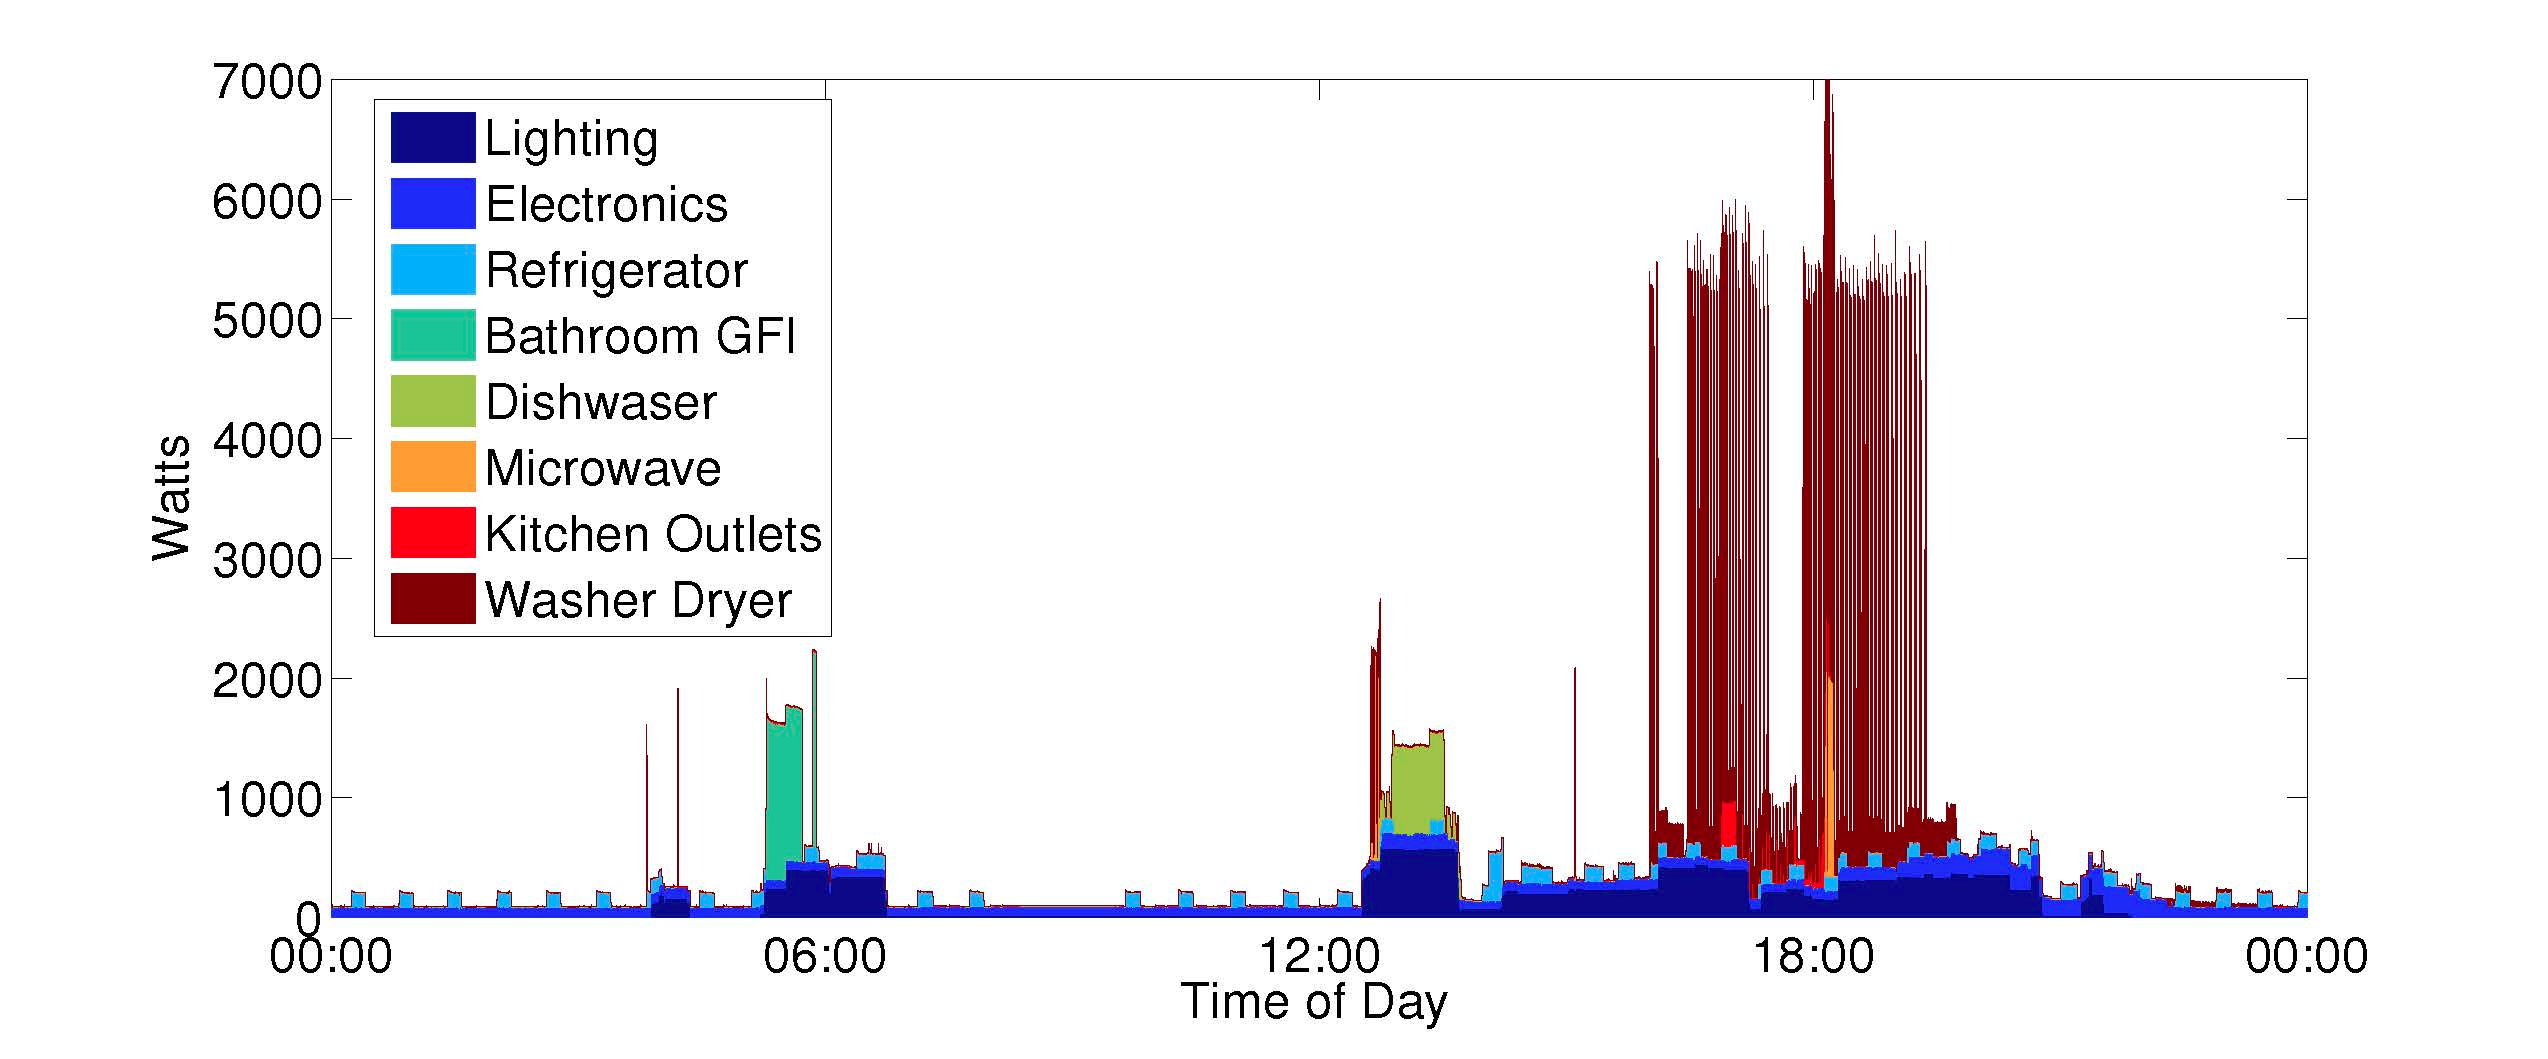 7000
6000
5000
4000
3000
2000
1000
0
Watts
Lighting
Electronics
Refrigerator
Bathroom GFI
Dishwaser
Microwave
Kitchen Outlets
Washer Dryer
00:00 06:00 12:00 18:00 00:00
Time of Day